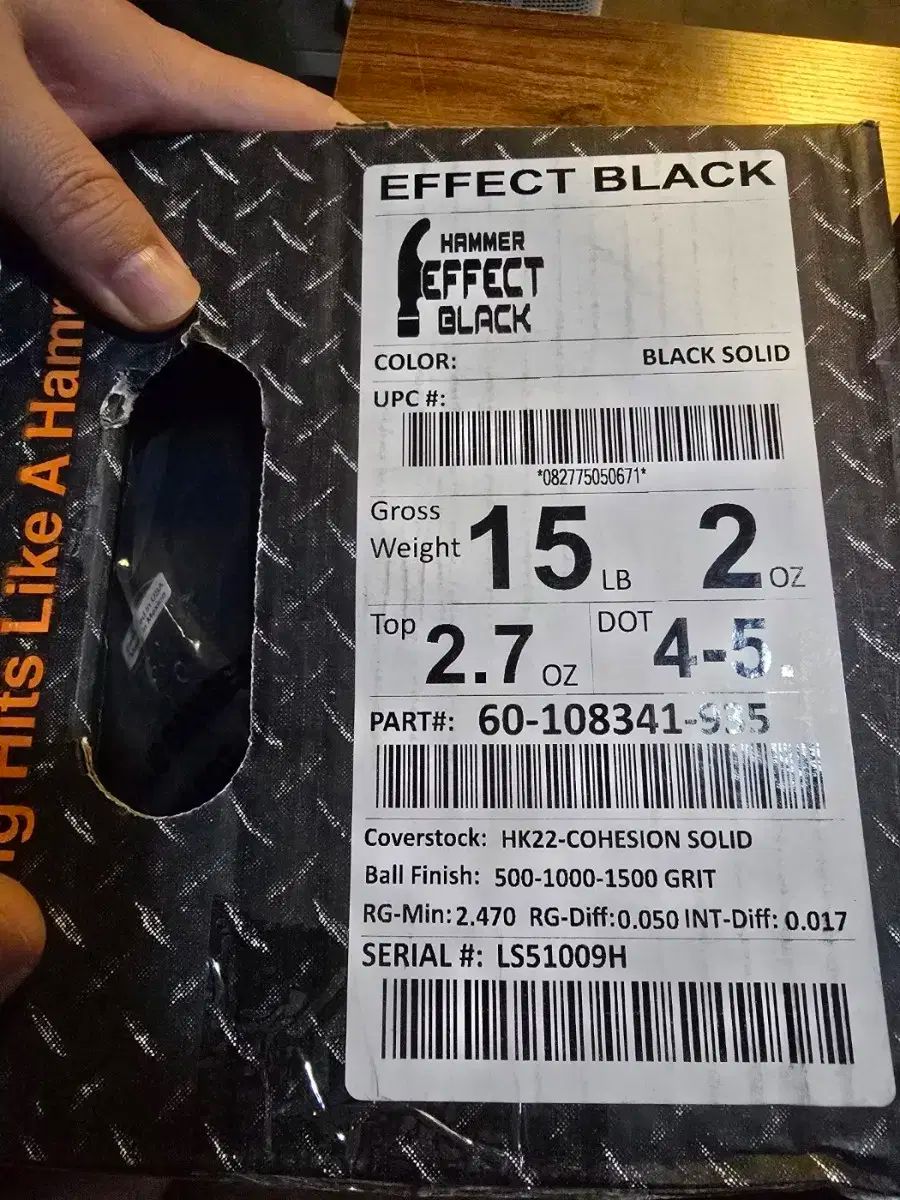 EFFECT BLACK
HAMMER
EFFECT
BLACK
COLOR: BLACK SOLID
UPC #:
*082775050671*
Gross Weight 15 LB 2 OZ
Top 2.7 OZ DOT 4-5.
PART#: 60-108341-935
Coverstock: HK22-COHESION SOLID
Ball Finish: 500-1000-1500 GRIT
RG-Min: 2.470 RG-Diff: 0.050 INT-Diff: 0.017
SERIAL #: LS51009H
Hits Like A Hamm